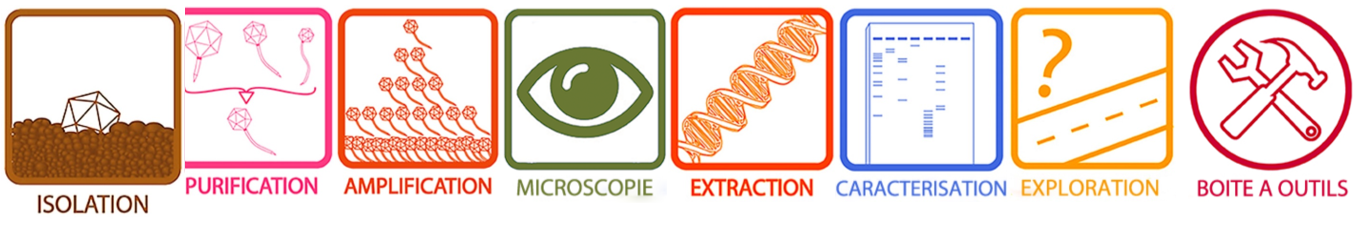 ?
ISOLATION
PURIFICATION
AMPLIFICATION
MICROSCOPIE
EXTRACTION
CARACTERISATION
EXPLORATION
BOITE A OUTILS